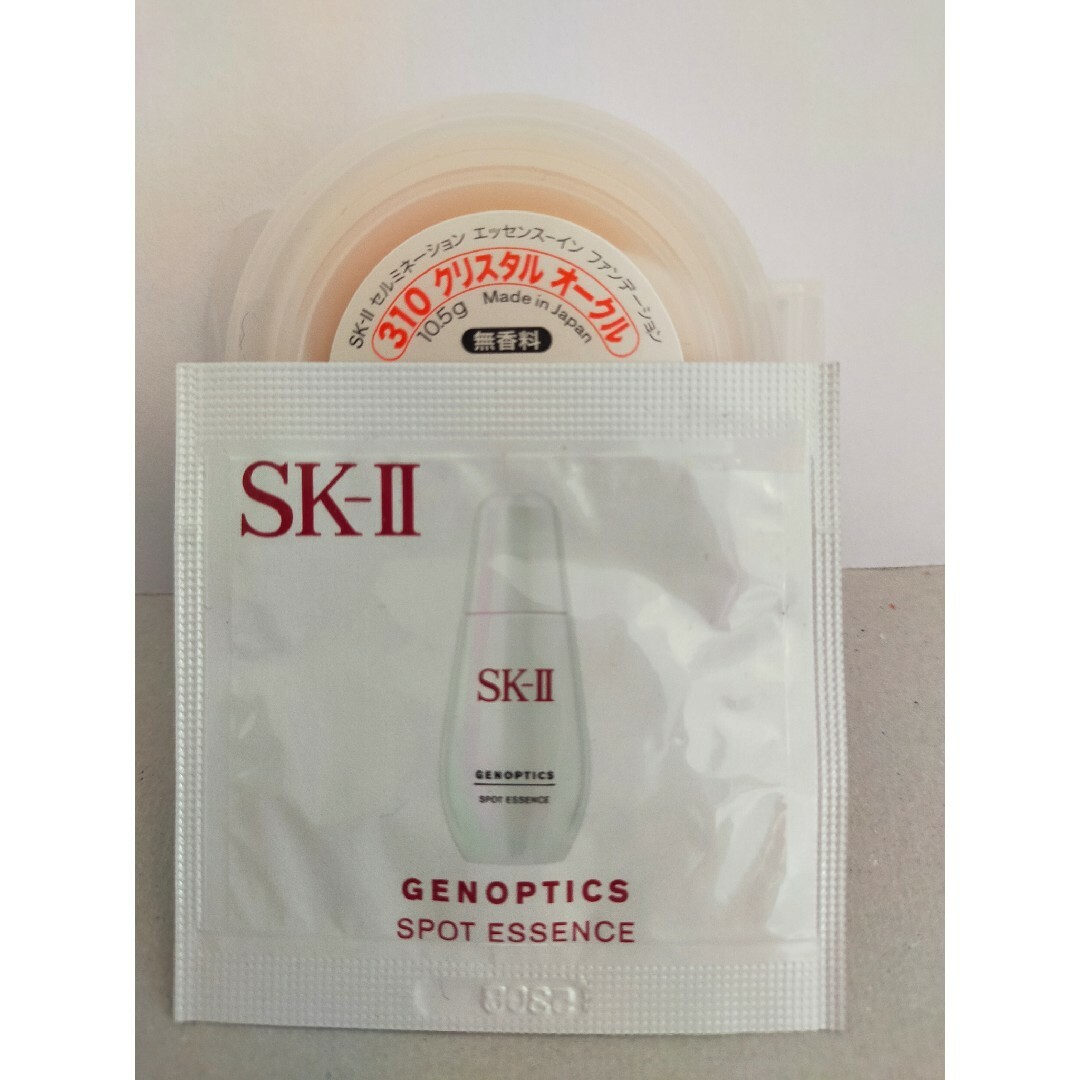 SK-II セルミネーション エッセンスーイン ファンデーション
310 クリスタル オークル
10.5g Made in Japan
無香料
SK-II
SK-II
GENOPTICS
SPOT ESSENCE
GENOPTICS
SPOT ESSENCE